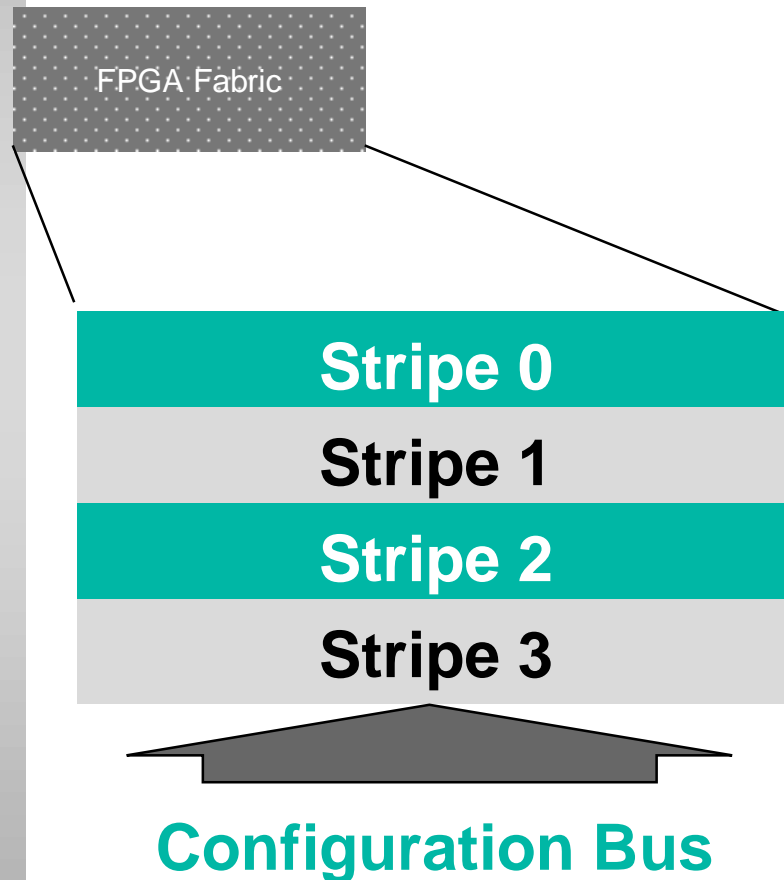 FPGA Fabric
Stripe 0
Stripe 1
Stripe 2
Stripe 3
Configuration Bus